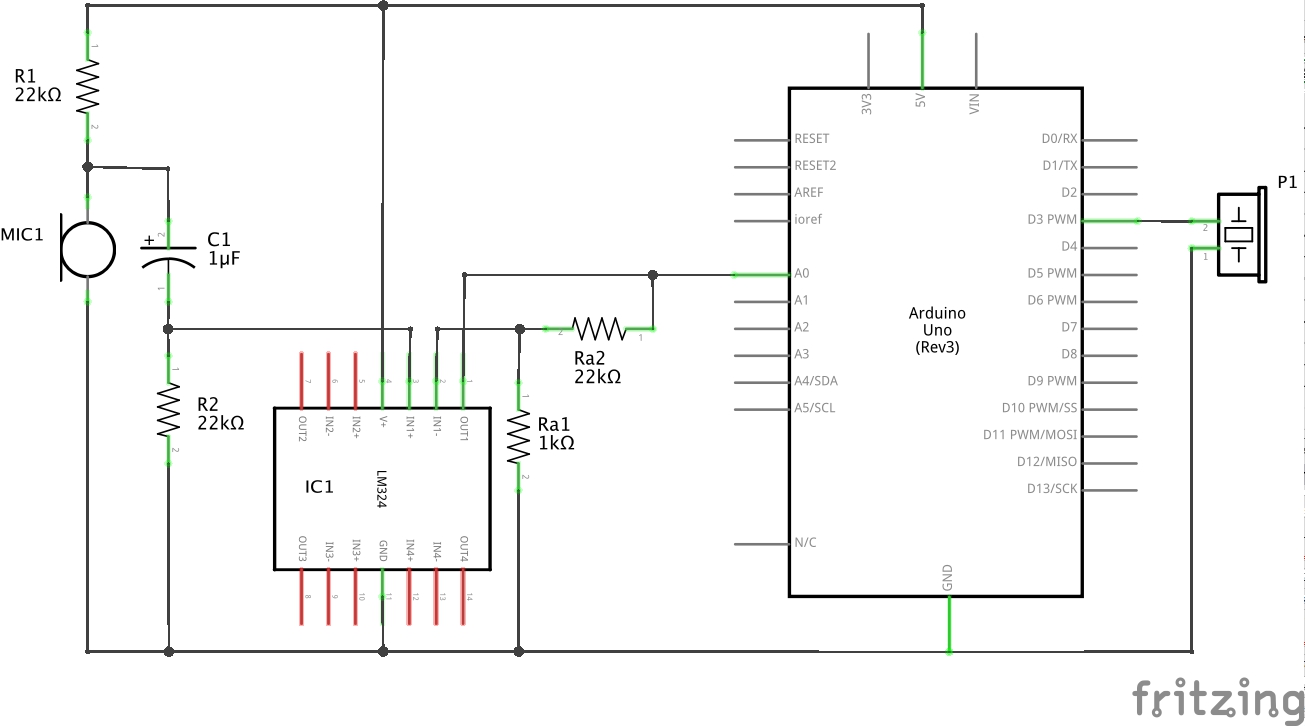 R1
22kΩ
1
2
MIC1
C1
1µF
+
2
1
R2
22kΩ
1
2
Ra2
22kΩ
2
1
Ra1
1kΩ
1
2
7 6 5 4 3 2 1
OUT2 IN2- IN2+ V+ IN1+ IN1- OUT1
IC1
LM324
OUT3 IN3- IN3+ GND IN4+ IN4- OUT4
8 9 10 11 12 13 14
3V3 5V VIN
RESET
RESET2
AREF
ioref
A0
A1
A2
A3
A4/SDA
A5/SCL
N/C
Arduino
Uno
(Rev3)
D0/RX
D1/TX
D2
D3 PWM
D4
D5 PWM
D6 PWM
D7
D8
D9 PWM
D10 PWM/SS
D11 PWM/MOSI
D12/MISO
D13/SCK
GND
P1
2
1
fritzing